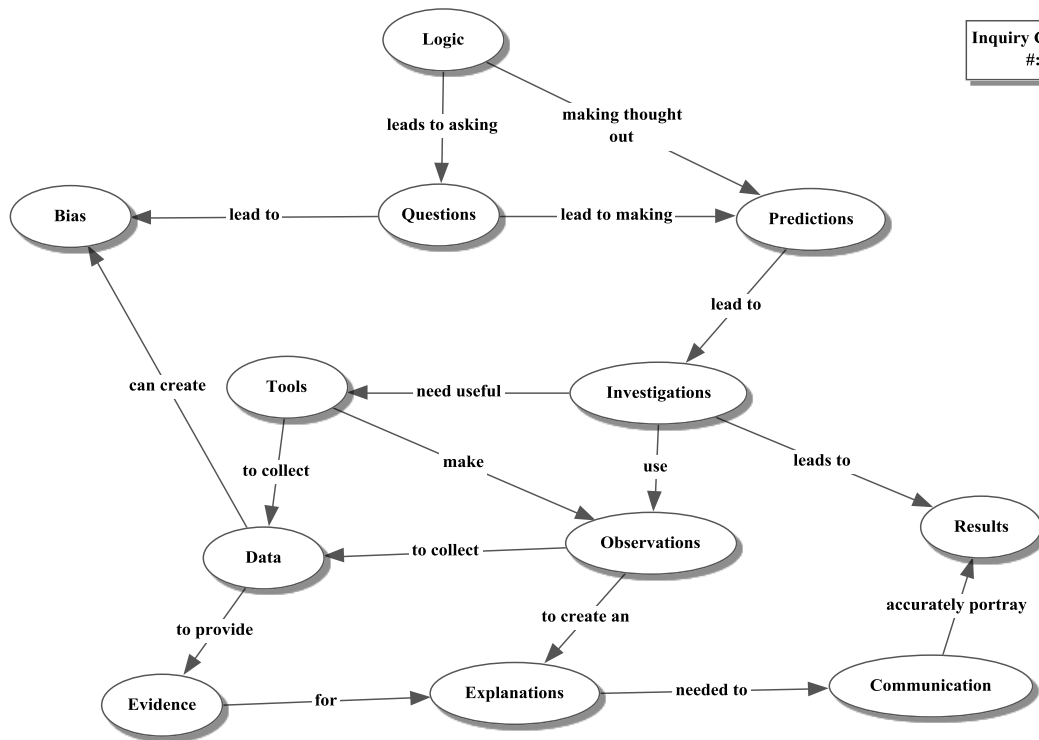 Logic
Inquiry
#:
making thought
out
leads to asking
Bias
lead to
Questions
lead to making
Predictions
lead to
can create
Tools
need useful
Investigations
to collect
make
use
leads to
Results
Data
to collect
Observations
accurately portray
to provide
to create an
Evidence
for
Explanations
needed to
Communication